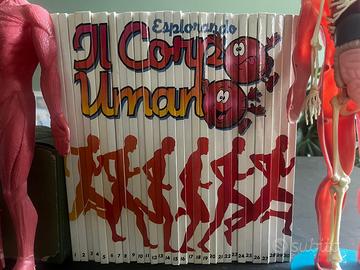 Esplorando
Il Corpo
Umano
1 2 3 4 5 6 7 8 9 10 11 12 13 14 15 16 17 18 19 20 21 22 23 24 25 26 27 28
subito